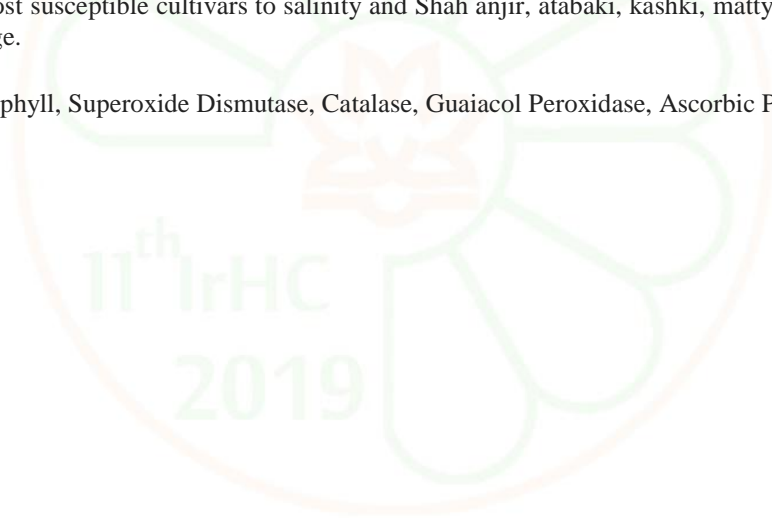 ost susceptible cultivars to salinity and Shah anjir, atabaki, kashki, matty
ge.
phyll, Superoxide Dismutase, Catalase, Guaiacol Peroxidase, Ascorbic P
11th IrHC
2019